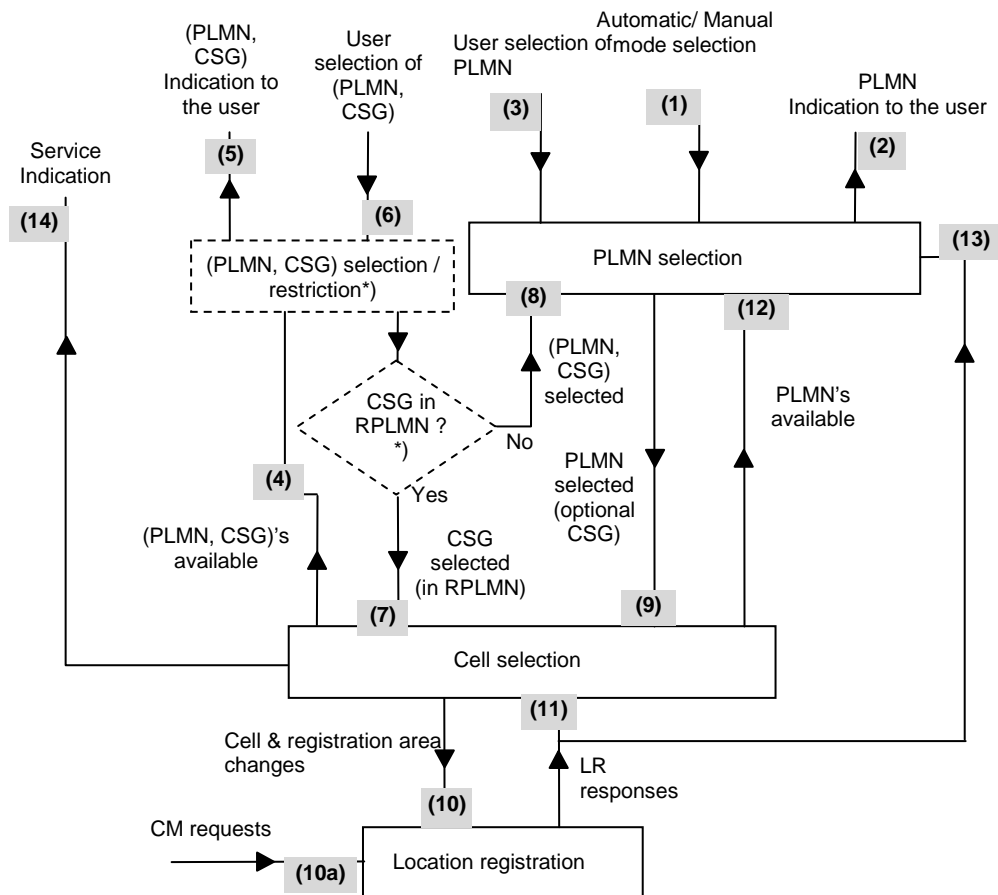 (PLMN,
CSG)
Indication to
the user
User
selection of
(PLMN,
CSG)
User selection of
PLMN
Automatic/ Manual
mode selection
PLMN
Indication to the user
(3)
(1)
(2)
(5)
Service
Indication
(14)
(6)
(13)
(PLMN, CSG) selection /
restriction*)
PLMN selection
(8)
(12)
(PLMN,
CSG)
selected
CSG in
RPLMN ?
*)
No
PLMN's
available
(4)
Yes
PLMN
selected
(optional
CSG)
(PLMN, CSG)'s
available
CSG
selected
(in RPLMN)
(7)
(9)
Cell selection
(11)
Cell & registration area
changes
LR
responses
(10)
CM requests
(10a)
Location registration